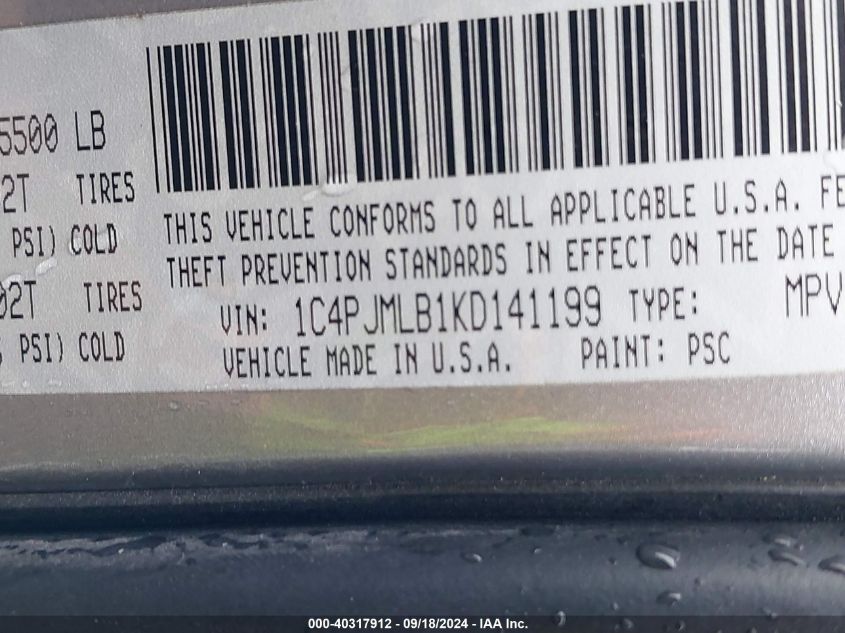 5500 LB
2T TIRES
PSI) COLD
02T TIRES
PSI) COLD
THIS VEHICLE CONFORMS TO ALL APPLICABLE U.S.A. FE
THEFT PREVENTION STANDARDS IN EFFECT ON THE DATE
VIN: 1C4PJMLB1KD141199 TYPE: MPV
VEHICLE MADE IN U.S.A. PAINT: PSC
000-40317912 - 09/18/2024 - IAA Inc.